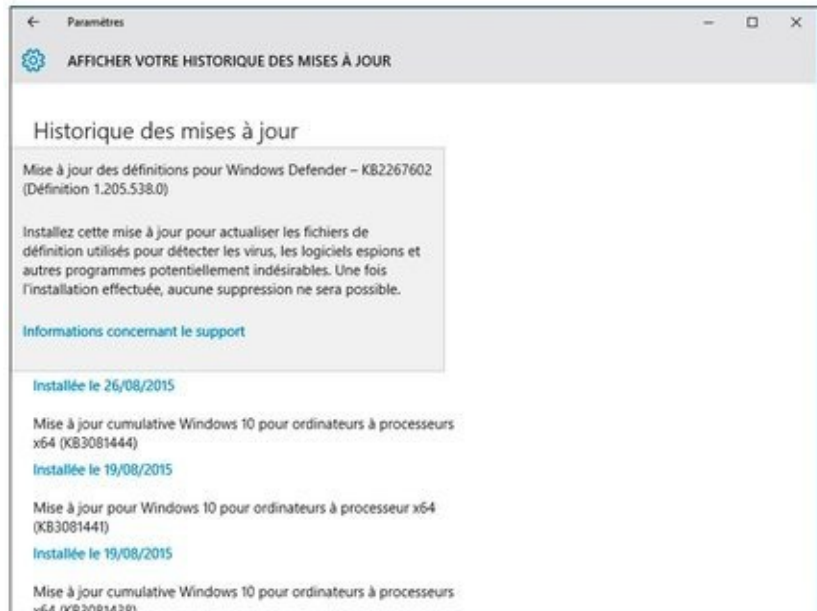 Paramètres
AFFICHER VOTRE HISTORIQUE DES MISES À JOUR
Historique des mises à jour
Mise à jour des définitions pour Windows Defender – KB2267602
(Définition 1.205.538.0)
Installez cette mise à jour pour actualiser les fichiers de
définition utilisés pour détecter les virus, les logiciels espions et
autres programmes potentiellement indésirables. Une fois
l'installation effectuée, aucune suppression ne sera possible.
Informations concernant le support
Installée le 26/08/2015
Mise à jour cumulative Windows 10 pour ordinateurs à processeurs
x64 (KB3081444)
Installée le 19/08/2015
Mise à jour pour Windows 10 pour ordinateurs à processeur x64
(KB3081441)
Installée le 19/08/2015
Mise à jour cumulative Windows 10 pour ordinateurs à processeurs
x64 (KB3081438)